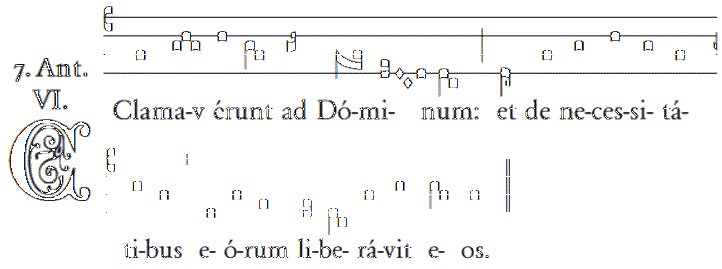 7. Ant.
VI.
Clama-v érunt ad Dó-mi- num: et de ne-ces-si- tá-
C
ti-bus e- ó-rum li-be- rá-vit e- os.